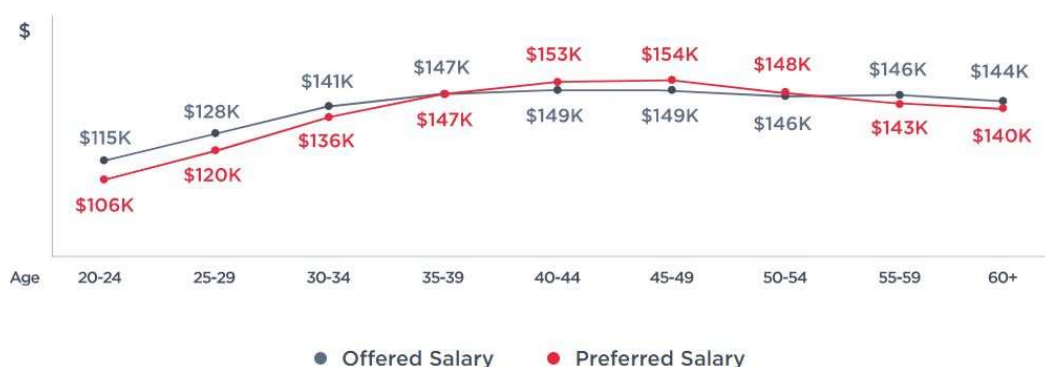 $
$153K $154K
$147K $148K $146K $144K
$141K
$128K
$115K $147K $149K $149K $146K $143K $140K
$136K
$120K
$106K
Age 20-24 25-29 30-34 35-39 40-44 45-49 50-54 55-59 60+
Offered Salary Preferred Salary